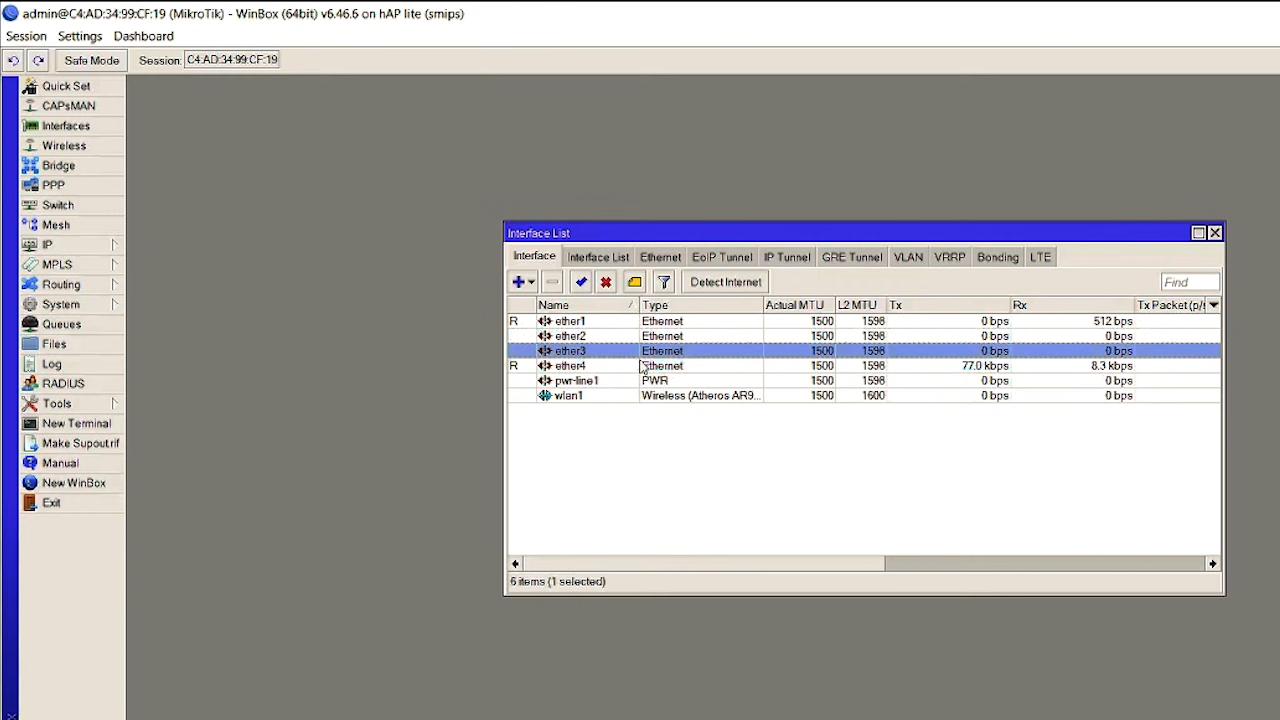 admin@C4:AD:34:99:CF:19 (MikroTik) - WinBox (64bit) v6.46.6 on hAP lite (smips)
Session Settings Dashboard
Safe Mode Session: C4:AD:34:99:CF:19
Quick Set
CAPsMAN
Interfaces
Wireless
Bridge
PPP
Switch
Mesh
IP
MPLS
Routing
System
Queues
Files
Log
RADIUS
Tools
New Terminal
Make Supout.rif
Manual
New WinBox
Exit
Interface List
Interface Interface List Ethernet EoIP Tunnel IP Tunnel GRE Tunnel VLAN VRRP Bonding LTE
Detect Internet Find
Name Type Actual MTU L2 MTU Tx Rx Tx Packet (p/s
R ether1 Ethernet 1500 1598 0 bps 512 bps
ether2 Ethernet 1500 1598 0 bps 0 bps
ether3 Ethernet 1500 1598 0 bps 0 bps
R ether4 Ethernet 1500 1598 77.0 kbps 8.3 kbps
pwr-line1 PWR 1500 1598 0 bps 0 bps
wlan1 Wireless (Atheros AR9... 1500 1600 0 bps 0 bps
6 items (1 selected)